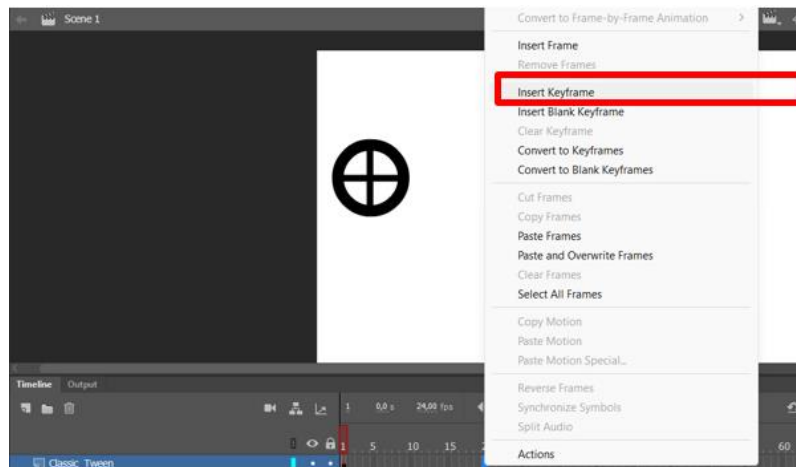 Scene 1
Convert to Frame-by-Frame Animation
Insert Frame
Remove Frames
Insert Keyframe
Insert Blank Keyframe
Clear Keyframe
Convert to Keyframes
Convert to Blank Keyframes
Cut Frames
Copy Frames
Paste Frames
Paste and Overwrite Frames
Clear Frames
Select All Frames
Copy Motion
Paste Motion
Paste Motion Special...
Reverse Frames
Synchronize Symbols
Split Audio
Actions
Timeline Output
1 0,0 s 24,00 fps
1 5 10 15 60
Classic_Tween